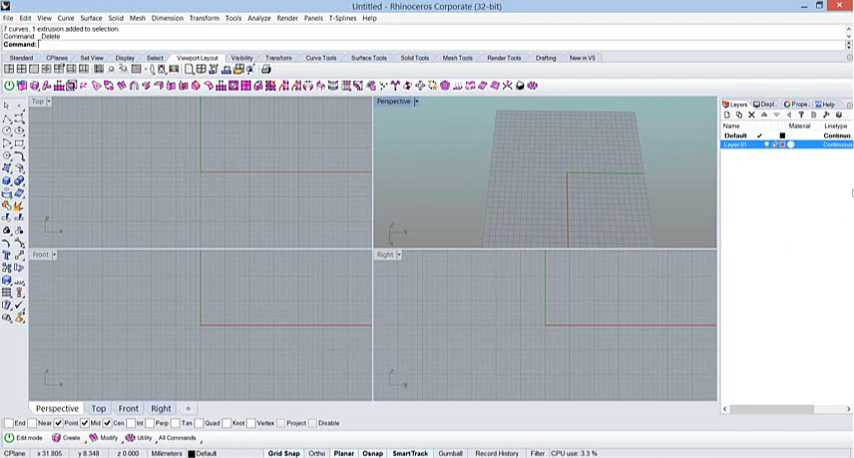 Untitled - Rhinoceros Corporate (32-bit)
File Edit View Curve Surface Solid Mesh Dimension Transform Tools Analyze Render Panels T-Splines Help
7 curves, 1 extrusion added to selection.
Command: _Delete
Command:
Standard CPlanes Set View Display Select Viewport Layout Visibility Transform Curve Tools Surface Tools Solid Tools Mesh Tools Render Tools Drafting New in V5
Top
Perspective
Layers Displ... Prope... Help
Name Material Linetype
Default Continuo
Layer 01 Continuous
Front
Right
Perspective Top Front Right
End Near Point Mid Cen Int Perp Tan Quad Knot Vertex Project Disable
Edit mode Create Modify Utility All Commands
CPlane x 31.805 y 8.348 z 0.000 Millimeters Default Grid Snap Ortho Planar Osnap SmartTrack Gumball Record History Filter CPU use: 3.3 %